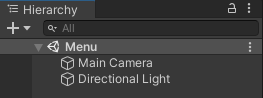 Hierarchy
All
Menu
Main Camera
Directional Light